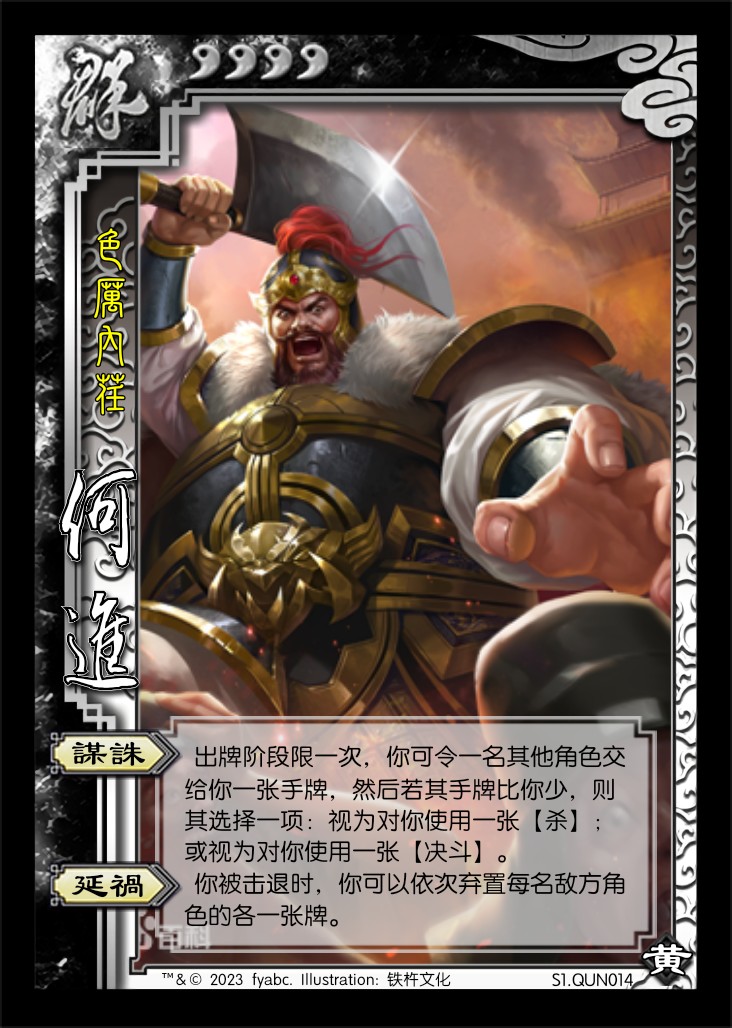 群
色厲內荏
何進
謀誅
出牌阶段限一次，你可令一名其他角色交
给你一张手牌，然后若其手牌比你少，则
其选择一项：视为对你使用一张【杀】；
或视为对你使用一张【决斗】。
延禍
你被击退时，你可以依次弃置每名敌方角
色的各一张牌。
百科
™&© 2023 fyabc. Illustration: 铁杵文化
S1.QUN014
黄